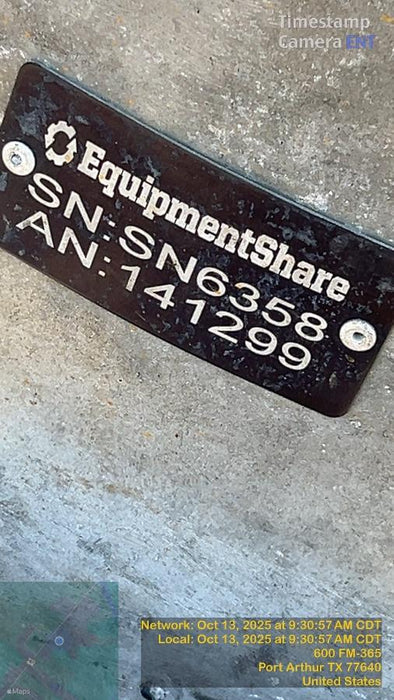 Timestamp
Camera ENT
EquipmentShare
SN:SN6358
AN:141299
Network: Oct 13, 2025 at 9:30:57 AM CDT
Local: Oct 13, 2025 at 9:30:57 AM CDT
600 FM-365
Port Arthur TX 77640
United States
Maps